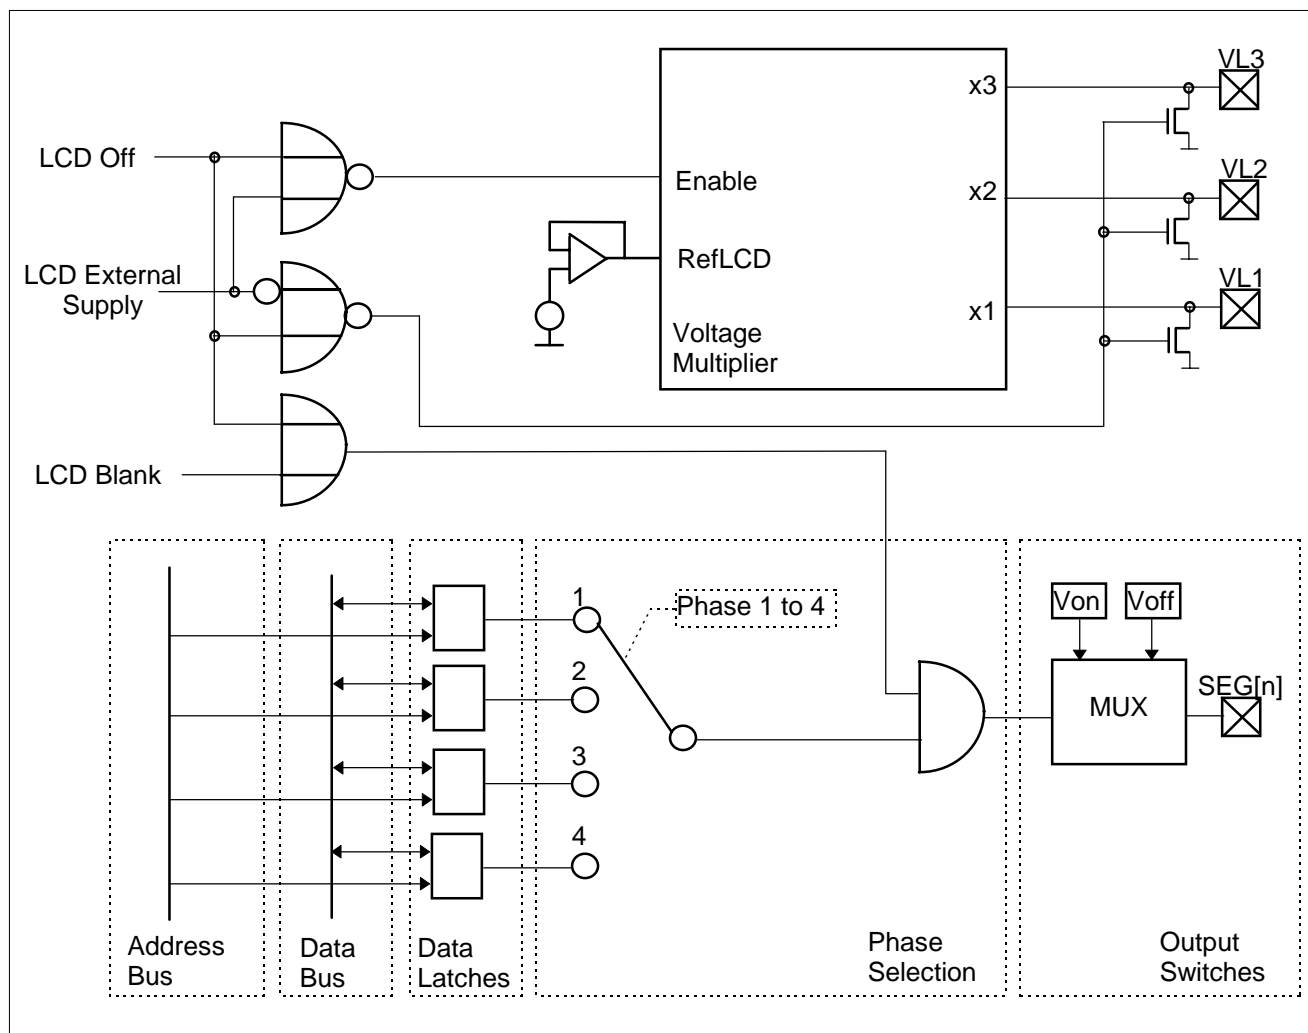 VL3
x3
LCD Off
VL2
Enable
x2
LCD External
Supply
RefLCD
VL1
x1
Voltage
Multiplier
LCD Blank
1
Phase 1 to 4
Von
Voff
2
SEG[n]
MUX
3
4
Address
Bus
Data
Bus
Data
Latches
Phase
Selection
Output
Switches